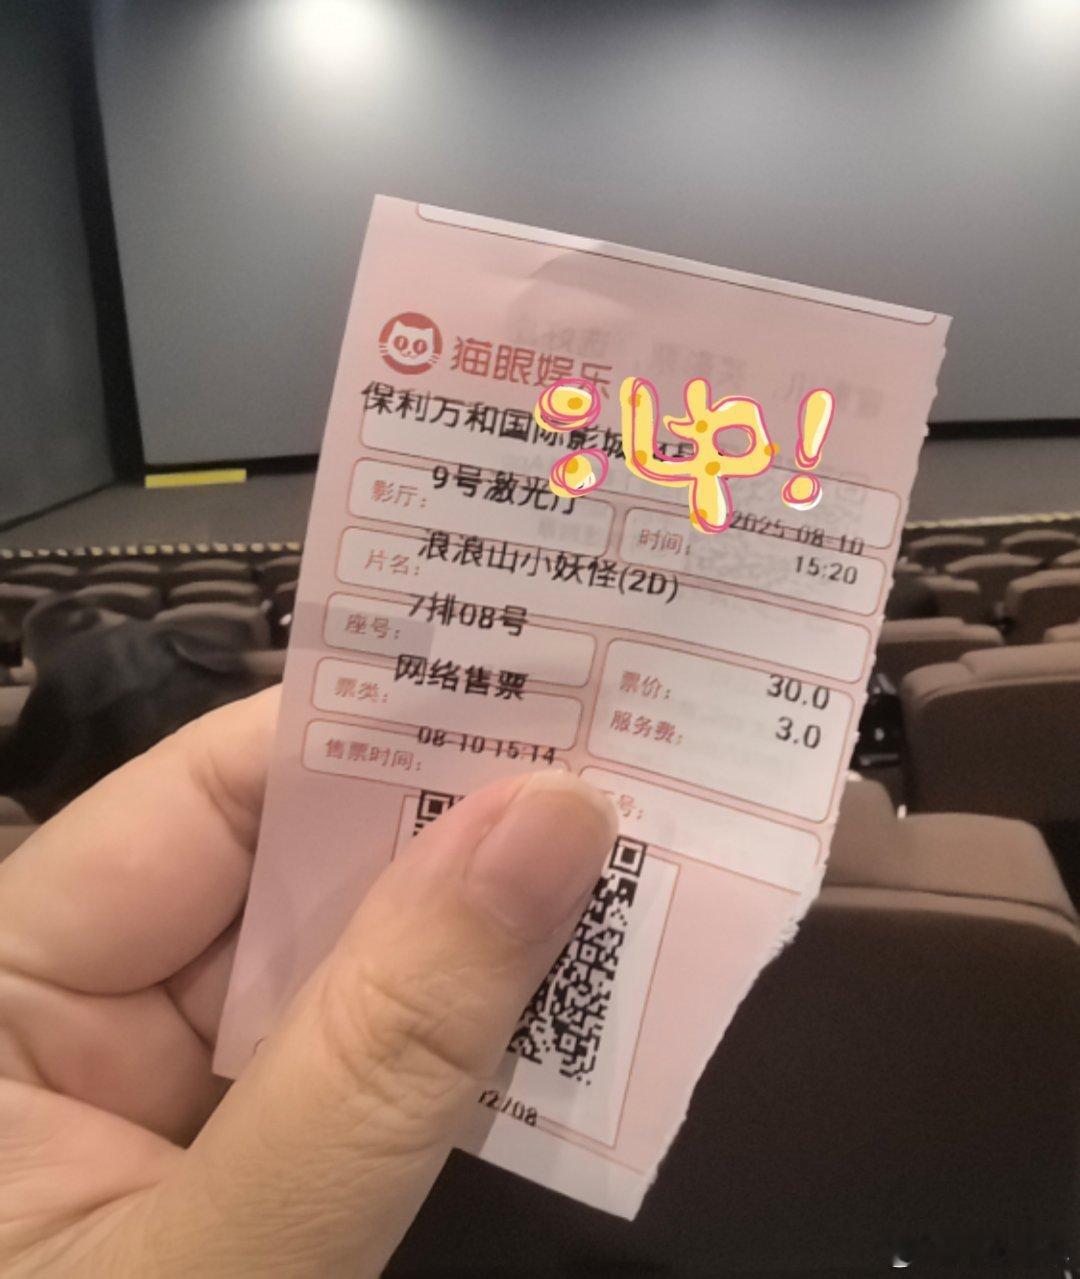 猫眼娱乐
保利万和国际影城
冲!
影厅: 9号激光厅
时间: 2025-08-10
15:20
片名: 浪浪山小妖怪(2D)
座号: 7排08号
票价: 30.0
票类: 网络售票
服务费: 3.0
售票时间: 08-10 15:14
号:
12/08